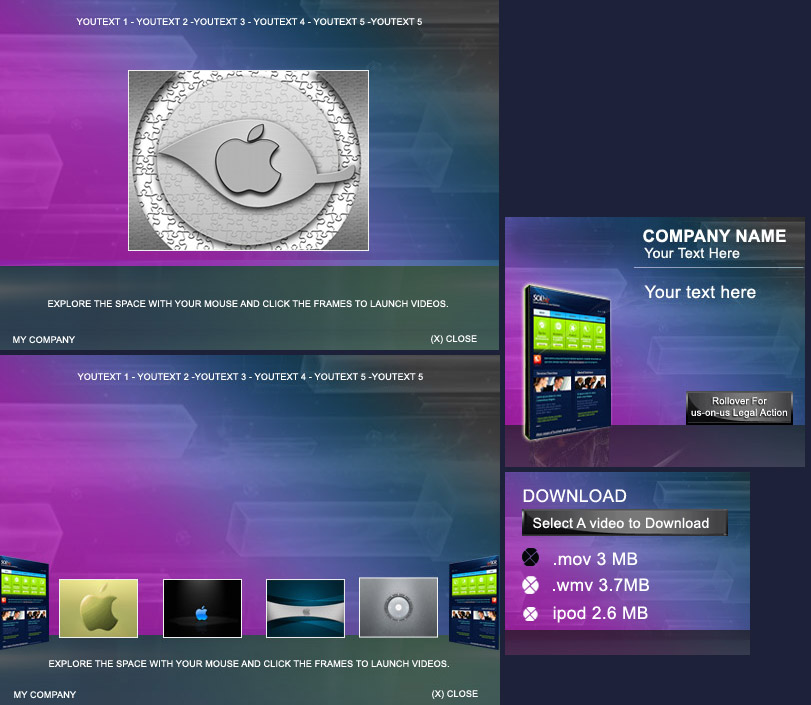 YOUTEXT 1 - YOUTEXT 2 -YOUTEXT 3 - YOUTEXT 4 - YOUTEXT 5 -YOUTEXT 5
EXPLORE THE SPACE WITH YOUR MOUSE AND CLICK THE FRAMES TO LAUNCH VIDEOS.
MY COMPANY
(X) CLOSE
YOUTEXT 1 - YOUTEXT 2 -YOUTEXT 3 - YOUTEXT 4 - YOUTEXT 5 -YOUTEXT 5
EXPLORE THE SPACE WITH YOUR MOUSE AND CLICK THE FRAMES TO LAUNCH VIDEOS.
MY COMPANY
(X) CLOSE
COMPANY NAME
Your Text Here
Your text here
Rollover For
us-on-us Legal Action
DOWNLOAD
Select A video to Download
.mov 3 MB
.wmv 3.7MB
ipod 2.6 MB